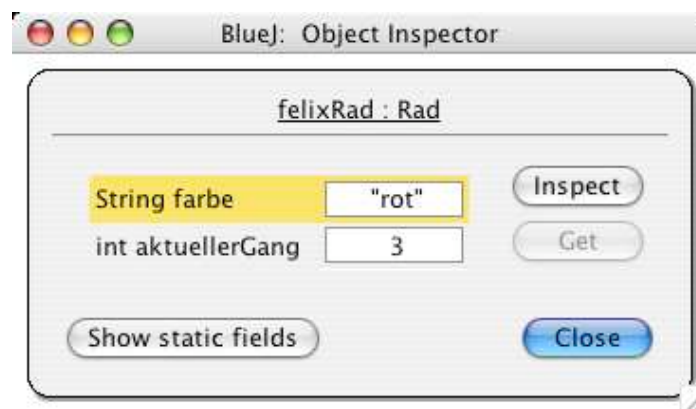 BlueJ: Object Inspector
felixRad : Rad
String farbe "rot" Inspect
int aktuellerGang 3 Get
Show static fields Close